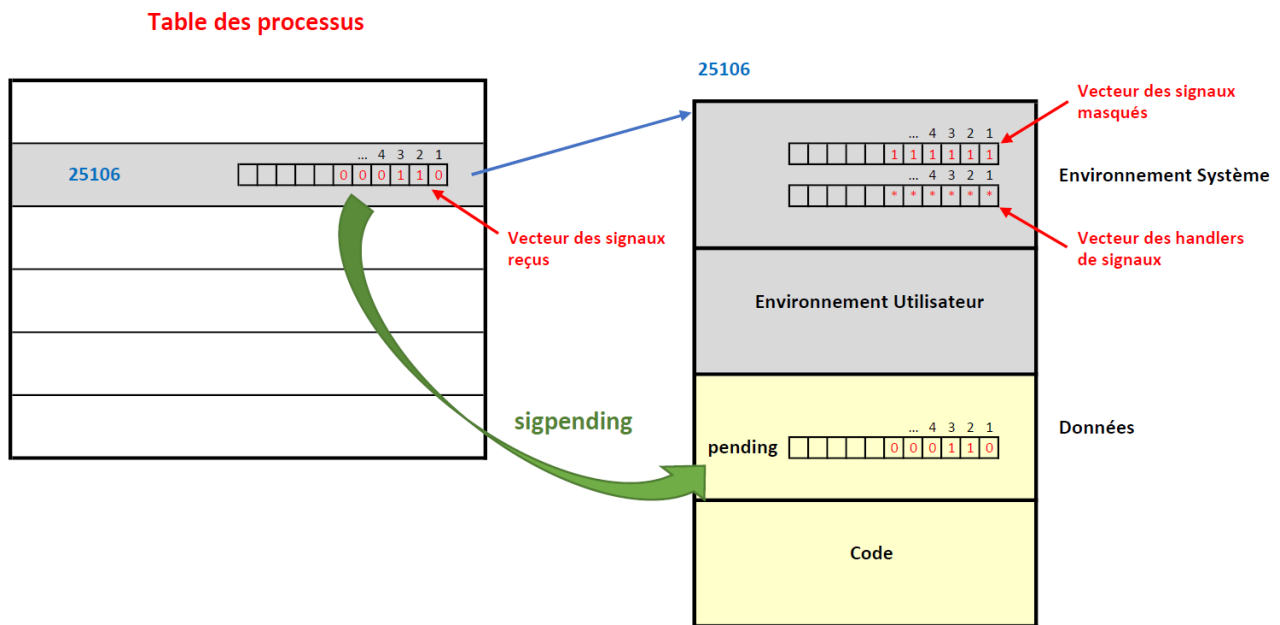 Table des processus
25106
... 4 3 2 1
0 0 0 1 1 0
Vecteur des signaux
reçus
sigpending
25106
Vecteur des signaux
masqués
... 4 3 2 1
1 1 1 1 1 1
... 4 3 2 1
* * * * * *
Environnement Système
Vecteur des handlers
de signaux
Environnement Utilisateur
... 4 3 2 1
pending 0 0 0 1 1 0
Données
Code